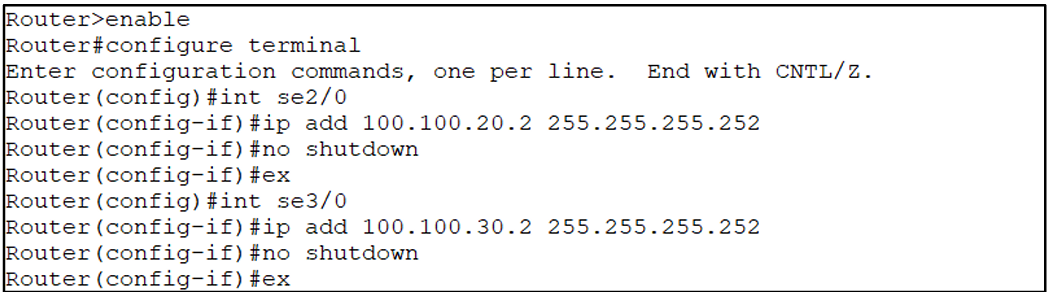 Router>enable
Router#configure terminal
Enter configuration commands, one per line.  End with CNTL/Z.
Router(config)#int se2/0
Router(config-if)#ip add 100.100.20.2 255.255.255.252
Router(config-if)#no shutdown
Router(config-if)#ex
Router(config)#int se3/0
Router(config-if)#ip add 100.100.30.2 255.255.255.252
Router(config-if)#no shutdown
Router(config-if)#ex